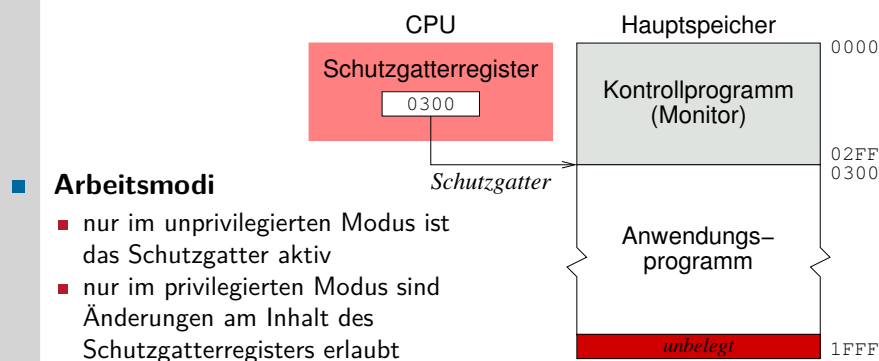 CPU
Hauptspeicher
Schutzgatterregister
0300
0000
Kontrollprogramm
(Monitor)
02FF
0300
Schutzgatter
Arbeitsmodi
nur im unprivilegierten Modus ist
das Schutzgatter aktiv
nur im privilegierten Modus sind
Änderungen am Inhalt des
Schutzgatterregisters erlaubt
Anwendungs–
programm
unbelegt
1FFF